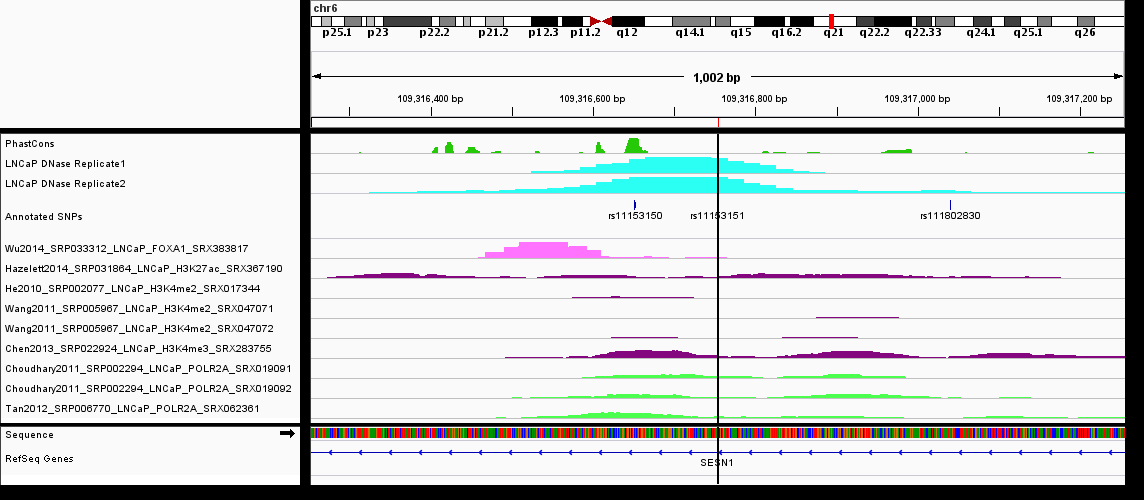 chr6
p25.1 p23 p22.2 p21.2 p12.3 p11.2 q12 q14.1 q15 q16.2 q21 q22.2 q22.33 q24.1 q25.1 q26
1,002 bp
109,316,400 bp 109,316,600 bp 109,316,800 bp 109,317,000 bp 109,317,200 bp
PhastCons
LNCaP DNase Replicate1
LNCaP DNase Replicate2
Annotated SNPs
rs11153150 rs11153151 rs111802830
Wu2014_SRP033312_LNCaP_FOXA1_SRX383817
Hazelett2014_SRP031864_LNCaP_H3K27ac_SRX367190
He2010_SRP002077_LNCaP_H3K4me2_SRX017344
Wang2011_SRP005967_LNCaP_H3K4me2_SRX047071
Wang2011_SRP005967_LNCaP_H3K4me2_SRX047072
Chen2013_SRP022924_LNCaP_H3K4me3_SRX283755
Choudhary2011_SRP002294_LNCaP_POLR2A_SRX019091
Choudhary2011_SRP002294_LNCaP_POLR2A_SRX019092
Tan2012_SRP006770_LNCaP_POLR2A_SRX062361
Sequence
RefSeq Genes
SESN1